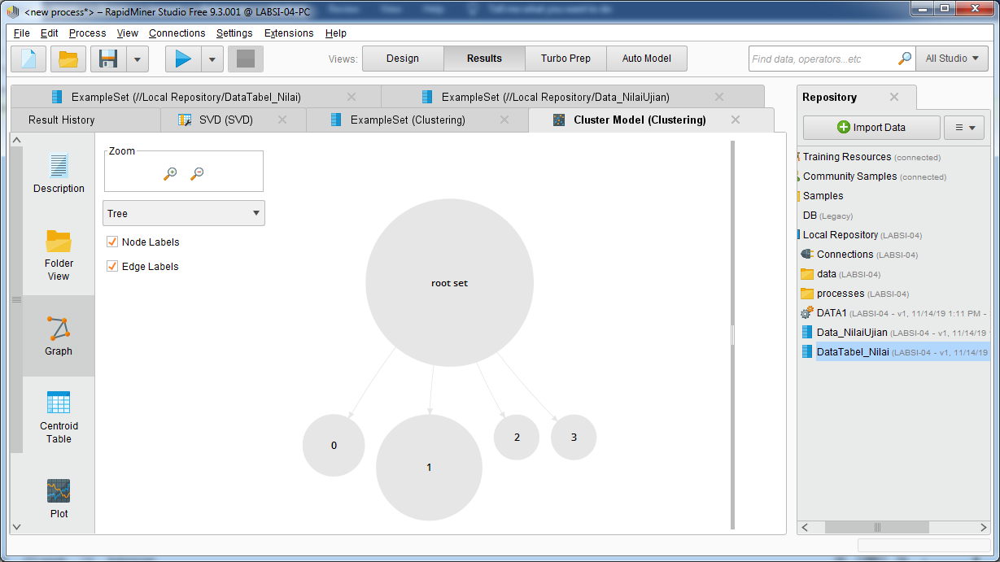 <new process*> – RapidMiner Studio Free 9.3.001 @ LABSI-04-PC
File Edit Process View Connections Settings Extensions Help
Views: Design Results Turbo Prep Auto Model
Find data, operators...etc
All Studio
ExampleSet (//Local Repository/DataTabel_Nilai)
ExampleSet (//Local Repository/Data_NilaiUjian)
Result History
SVD (SVD)
ExampleSet (Clustering)
Cluster Model (Clustering)
Description
Folder
View
Graph
Centroid
Table
Plot
Zoom
Tree
Node Labels
Edge Labels
root set
0
1
2
3
Repository
Import Data
Training Resources (connected)
Community Samples (connected)
Samples
DB (Legacy)
Local Repository (LABSI-04)
Connections (LABSI-04)
data (LABSI-04)
processes (LABSI-04)
DATA1 (LABSI-04 - v1, 11/14/19 1:11 PM -
Data_NilaiUjian (LABSI-04 - v1, 11/14/19
DataTabel_Nilai (LABSI-04 - v1, 11/14/19